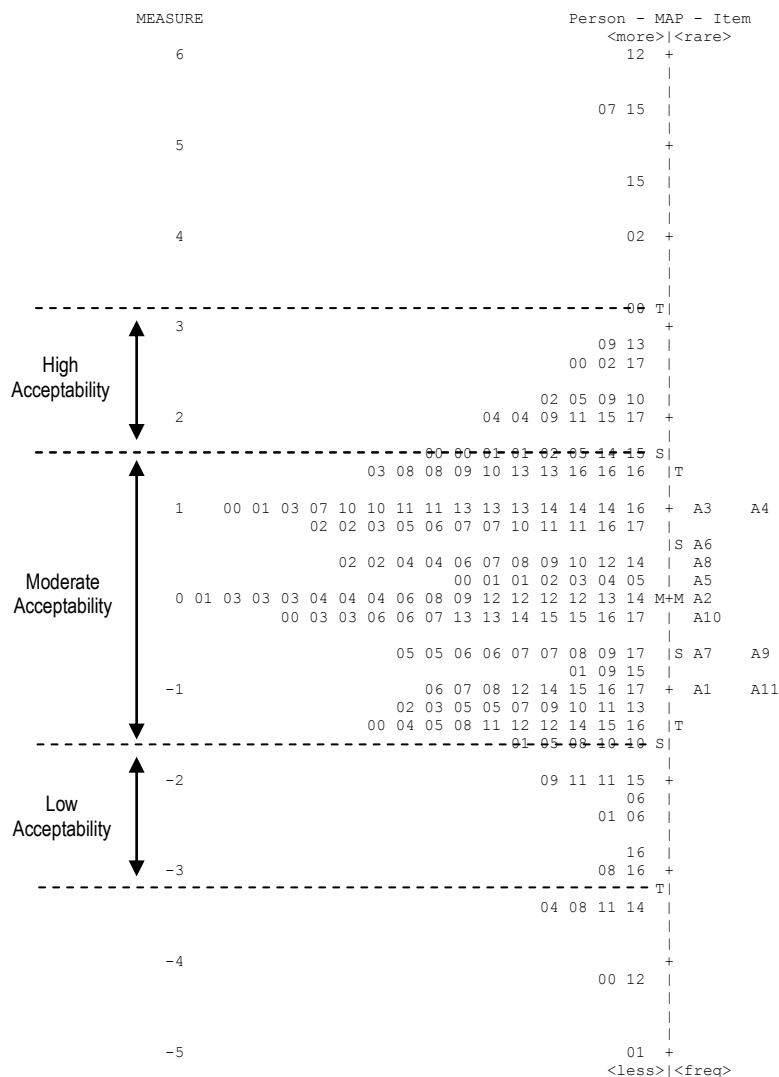 MEASURE Person - MAP - Item
<more>|<rare>
6 12 +
|
|
07 15 |
|
5 +
|
15 |
|
4 02 +
|
|
00 T|
3 +
09 13 |
High 00 02 17 |
Acceptability
02 05 09 10 |
2 04 04 09 11 15 17 +
|
00 00 01 01 02 05 14 15 S|
03 08 08 09 10 13 13 16 16 16 |T
|
1 00 01 03 07 10 10 11 11 13 13 13 14 14 14 16 + A3 A4
02 02 03 05 06 07 07 10 11 11 16 17 |
|S A6
02 02 04 04 06 07 08 09 10 12 14 | A8
Moderate 00 01 01 02 03 04 05 | A5
Acceptability
0 01 03 03 03 04 04 04 06 08 09 12 12 12 12 13 14 M+M A2
00 03 03 06 06 07 13 13 14 15 15 16 17 | A10
|
05 05 06 06 07 07 08 09 17 |S A7 A9
01 09 15 |
-1 06 07 08 12 14 15 16 17 + A1 A11
02 03 05 05 07 09 10 11 13 |
00 04 05 08 11 12 12 14 15 16 |T
01 05 08 10 10 S|
|
-2 09 11 11 15 +
06 |
Low 01 06 |
Acceptability
|
16 |
-3 08 16 +
T|
04 08 11 14 |
|
|
-4 +
00 12 |
|
|
|
-5 01 +
<less>|<freq>